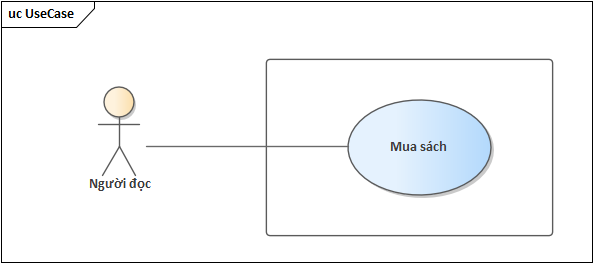 uc UseCase
Mua sách
Người đọc